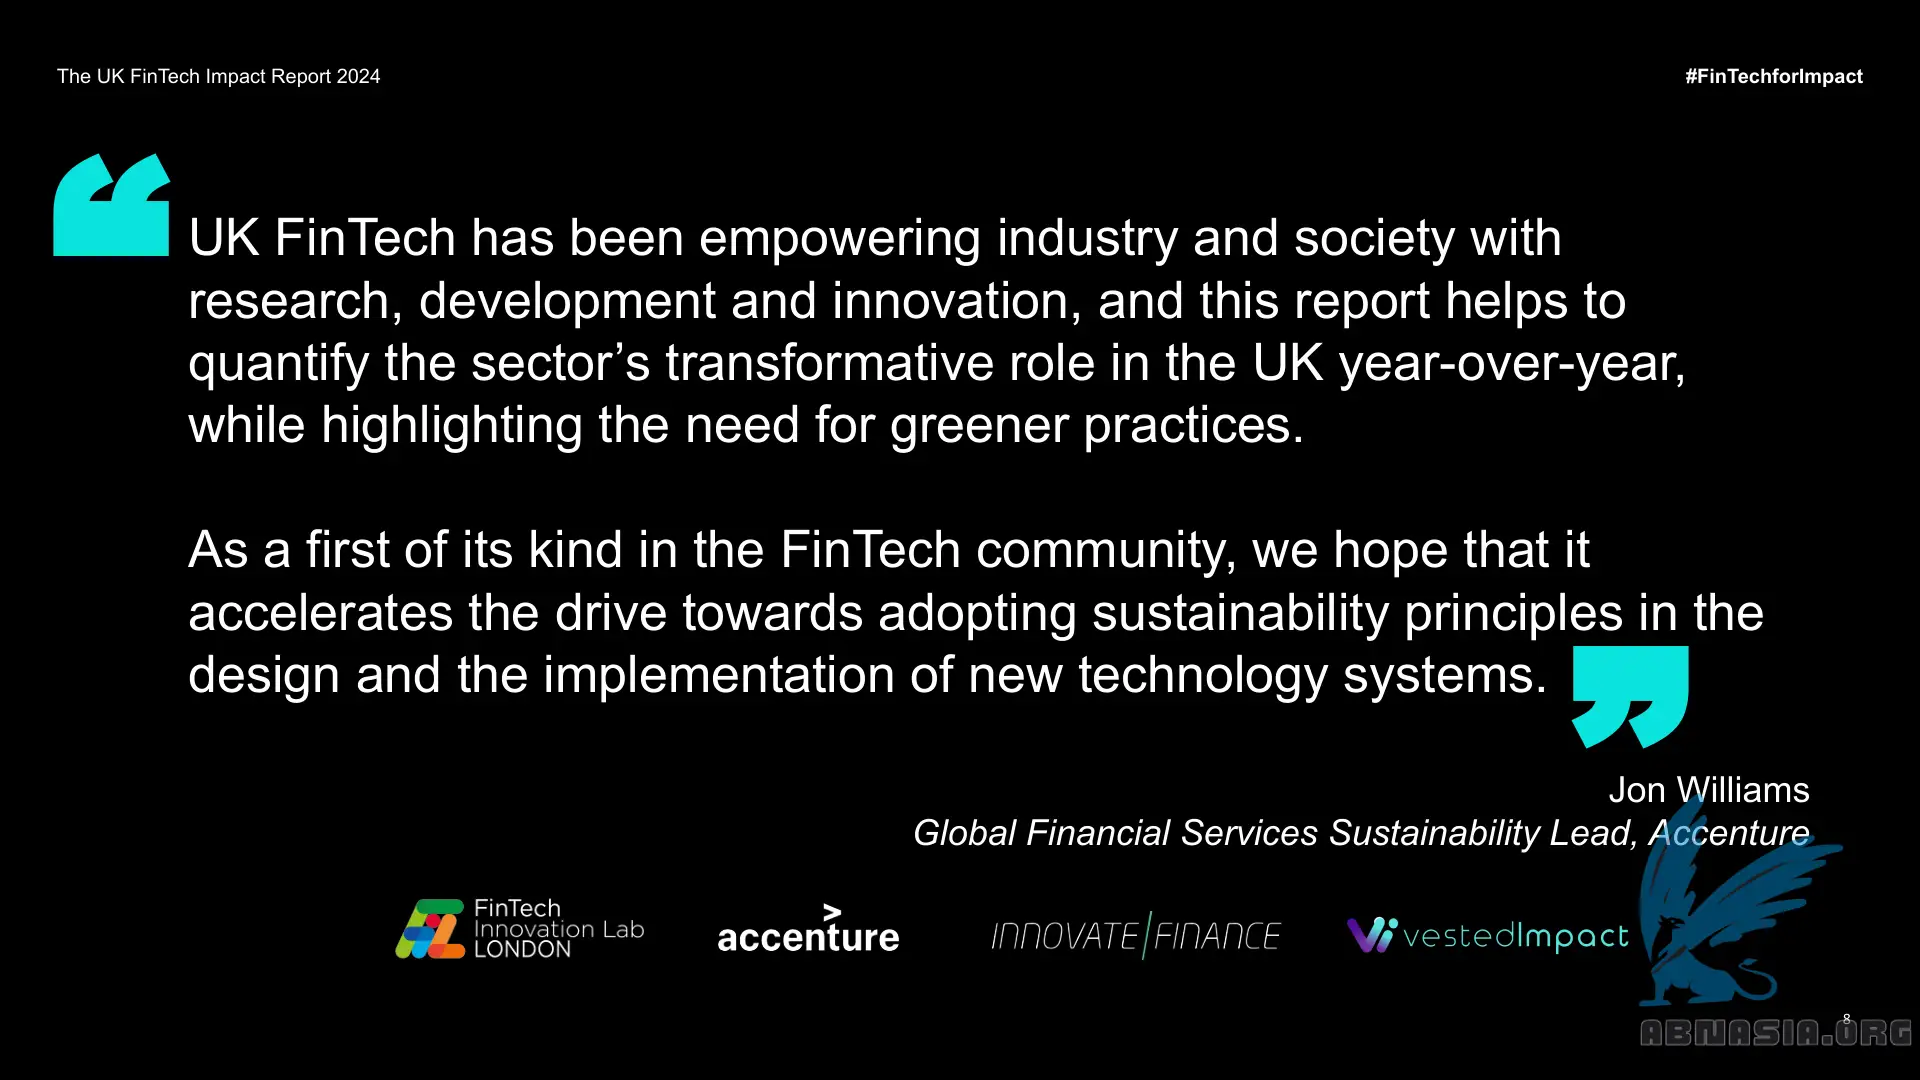 The UK FinTech Impact Report 2024
#FinTechforImpact
“
UK FinTech has been empowering industry and society with
research, development and innovation, and this report helps to
quantify the sector’s transformative role in the UK year-over-year,
while highlighting the need for greener practices.
As a first of its kind in the FinTech community, we hope that it
accelerates the drive towards adopting sustainability principles in the
design and the implementation of new technology systems.
”
Jon Williams
Global Financial Services Sustainability Lead, Accenture
FinTech
Innovation Lab
LONDON
accenture
INNOVATE/FINANCE
vestedImpact
8
ABNASIA.ORG